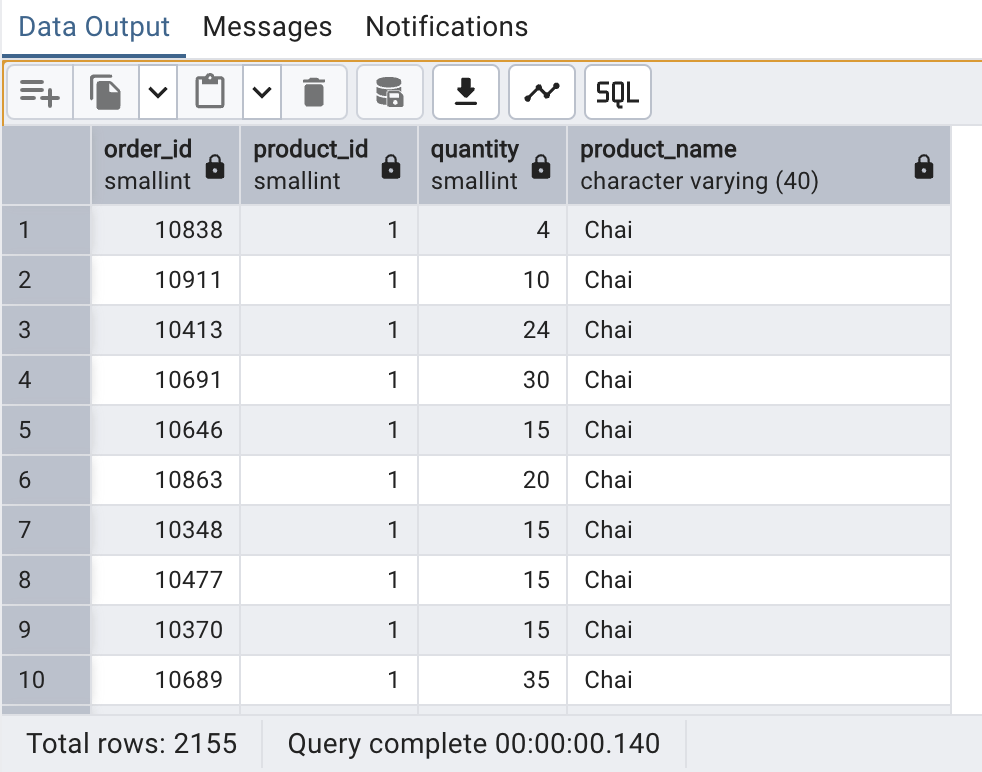 Data Output Messages Notifications
SQL
order_id product_id quantity product_name
smallint smallint smallint character varying (40)
1 10838 1 4 Chai
2 10911 1 10 Chai
3 10413 1 24 Chai
4 10691 1 30 Chai
5 10646 1 15 Chai
6 10863 1 20 Chai
7 10348 1 15 Chai
8 10477 1 15 Chai
9 10370 1 15 Chai
10 10689 1 35 Chai
Total rows: 2155 Query complete 00:00:00.140